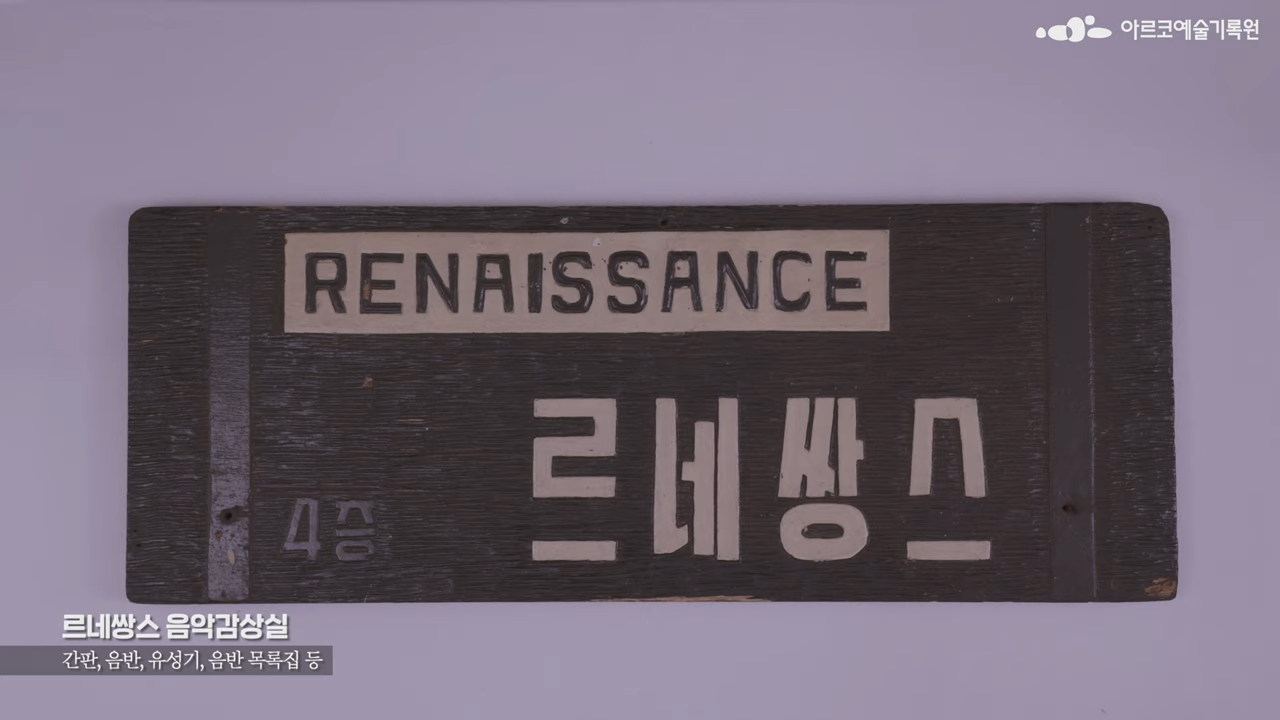 아르코예술기록원
RENAISSANCE
르네쌍스
4층
르네쌍스 음악감상실
간판, 음반, 유성기, 음반 목록집 등